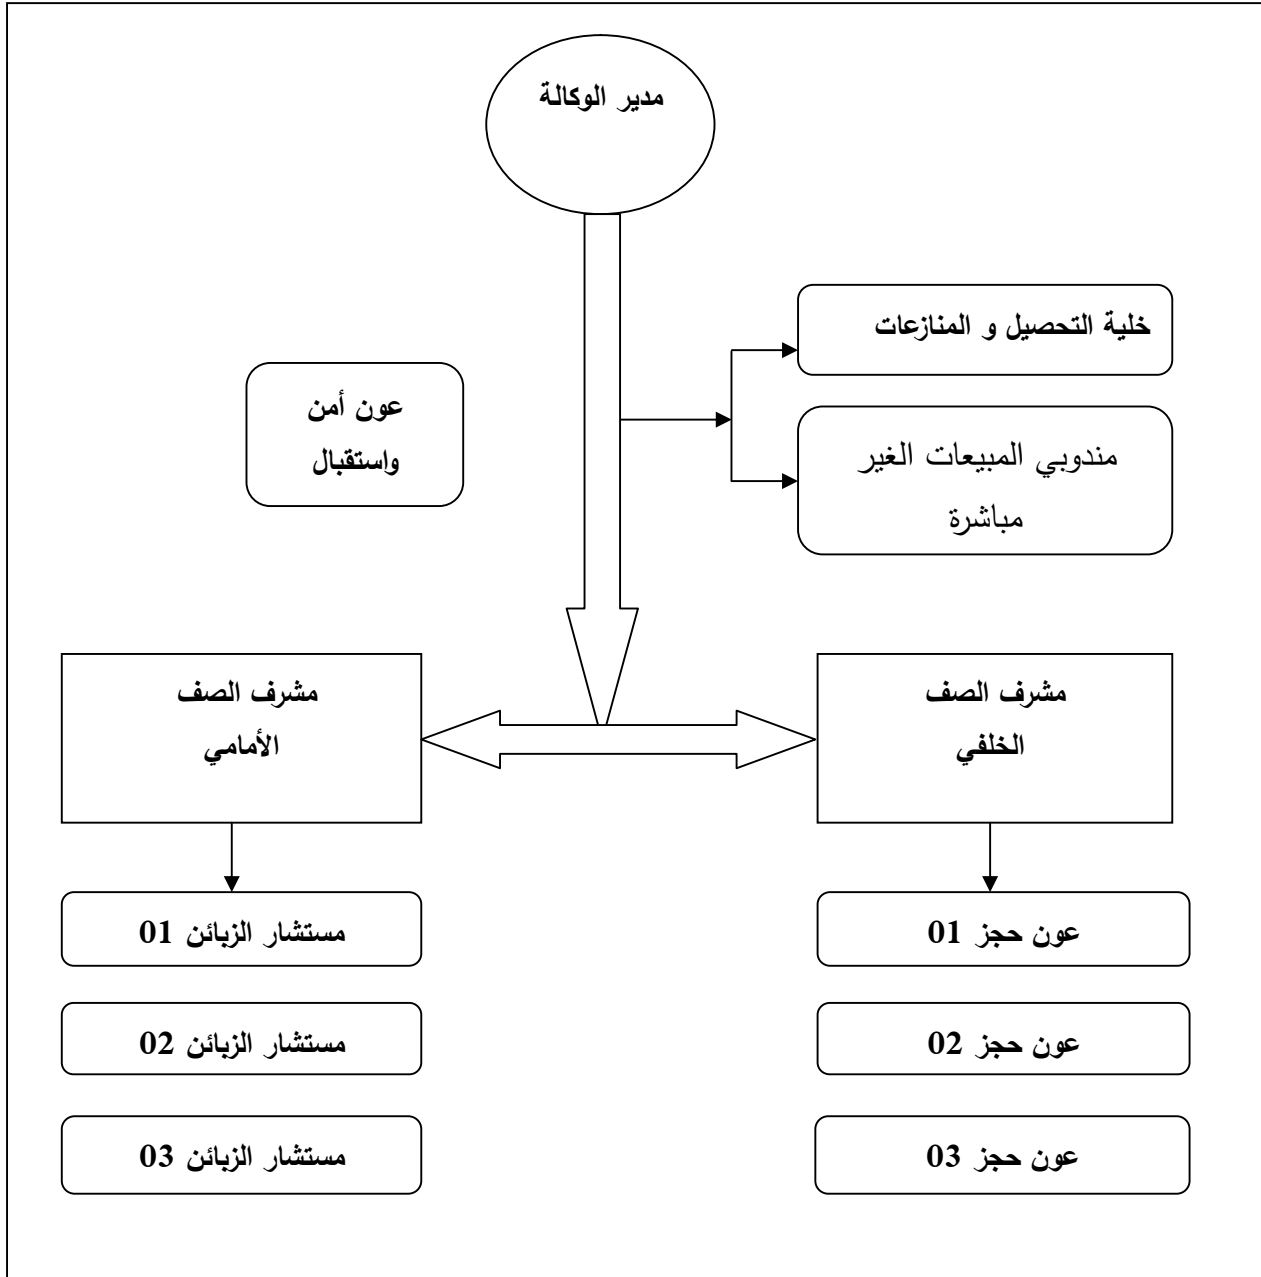 مدير الوكالة
خلية التحصيل و المنازعات
عون أمن
واستقبال
مندوبي المبيعات الغير
مباشرة
مشرف الصف
الخلفي
مشرف الصف
الأمامي
عون حجز 01
مستشار الزبائن 01
عون حجز 02
مستشار الزبائن 02
عون حجز 03
مستشار الزبائن 03